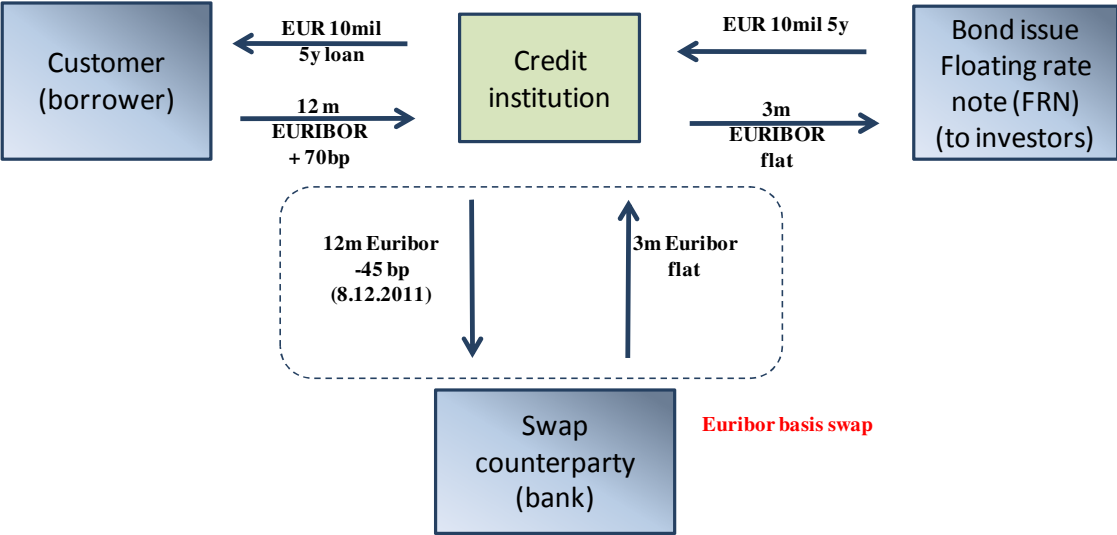 Customer
(borrower)
EUR 10mil
5y loan
12 m
EURIBOR
+ 70bp
Credit
institution
EUR 10mil 5y
3m
EURIBOR
flat
Bond issue
Floating rate
note (FRN)
(to investors)
12m Euribor
-45 bp
(8.12.2011)
3m Euribor
flat
Swap
counterparty
(bank)
Euribor basis swap